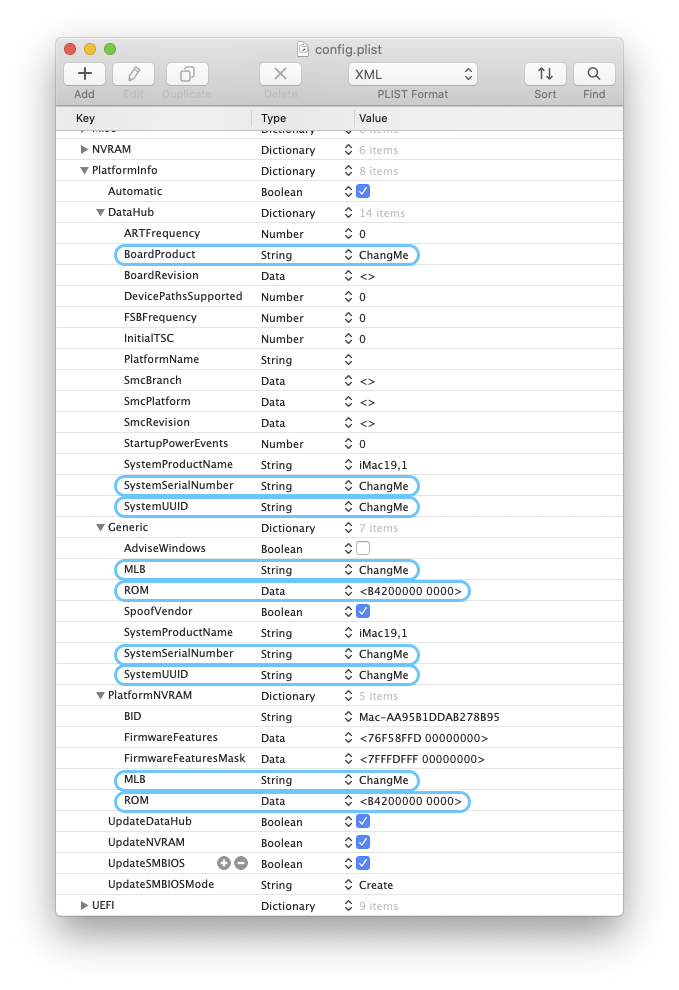 config.plist
Add Edit Duplicate Delete XML PLIST Format Sort Find
Key Type Value
Misc Dictionary 6 items
NVRAM Dictionary 6 items
PlatformInfo Dictionary 8 items
Automatic Boolean
DataHub Dictionary 14 items
ARTFrequency Number 0
BoardProduct String ChangMe
BoardRevision Data <>
DevicePathsSupported Number 0
FSBFrequency Number 0
InitialTSC Number 0
PlatformName String
SmcBranch Data <>
SmcPlatform Data <>
SmcRevision Data <>
StartupPowerEvents Number 0
SystemProductName String iMac19,1
SystemSerialNumber String ChangMe
SystemUUID String ChangMe
Generic Dictionary 7 items
AdviseWindows Boolean
MLB String ChangMe
ROM Data <B4200000 0000>
SpoofVendor Boolean
SystemProductName String iMac19,1
SystemSerialNumber String ChangMe
SystemUUID String ChangMe
PlatformNVRAM Dictionary 5 items
BID String Mac-AA95B1DDAB278B95
FirmwareFeatures Data <76F58FFD 00000000>
FirmwareFeaturesMask Data <7FFFDFFF 00000000>
MLB String ChangMe
ROM Data <B4200000 0000>
UpdateDataHub Boolean
UpdateNVRAM Boolean
UpdateSMBIOS Boolean
UpdateSMBIOSMode String Create
UEFI Dictionary 9 items